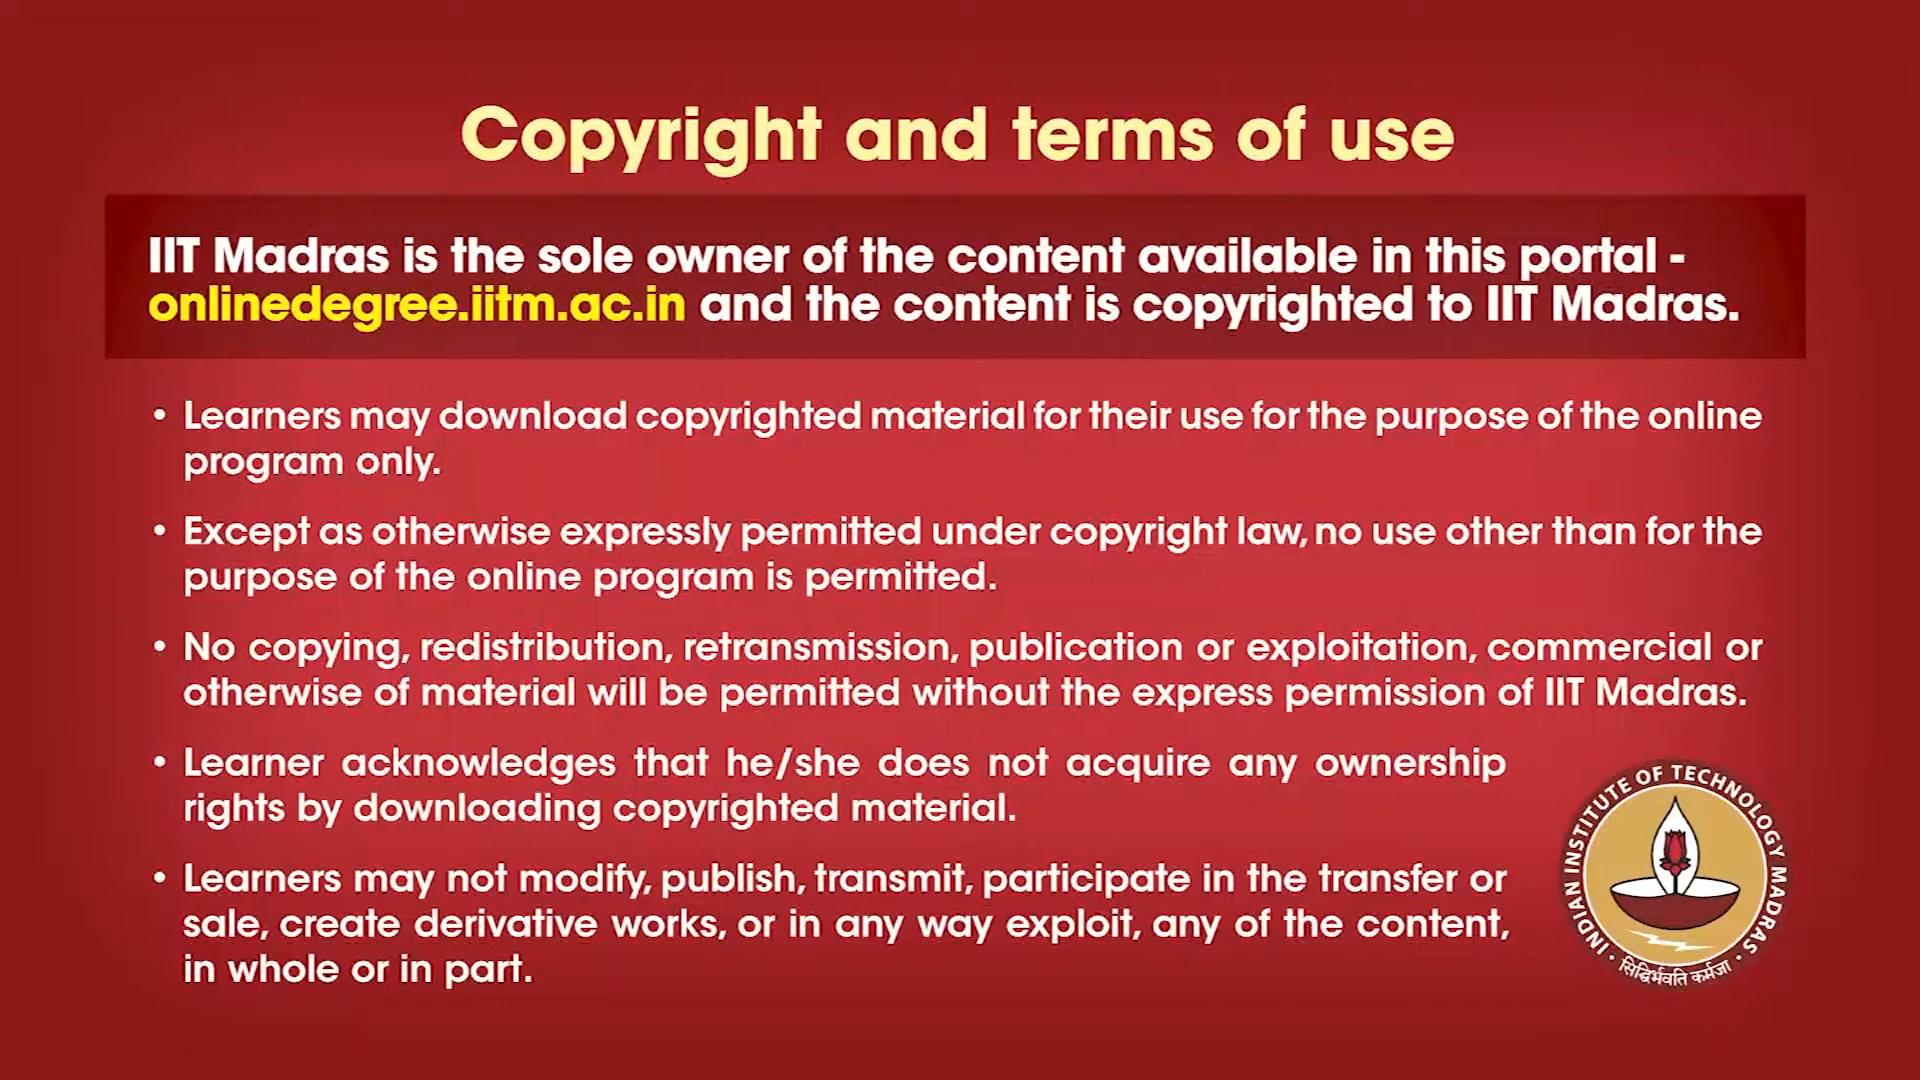 Copyright and terms of use
IIT Madras is the sole owner of the content available in this portal -
onlinedegree.iitm.ac.in and the content is copyrighted to IIT Madras.
• Learners may download copyrighted material for their use for the purpose of the online
program only.
• Except as otherwise expressly permitted under copyright law, no use other than for the
purpose of the online program is permitted.
• No copying, redistribution, retransmission, publication or exploitation, commercial or
otherwise of material will be permitted without the express permission of IIT Madras.
• Learner acknowledges that he/she does not acquire any ownership
rights by downloading copyrighted material.
• Learners may not modify, publish, transmit, participate in the transfer or
sale, create derivative works, or in any way exploit, any of the content,
in whole or in part.
INDIAN INSTITUTE OF TECHNOLOGY MADRAS
सिद्धिर्भवति कर्मजा